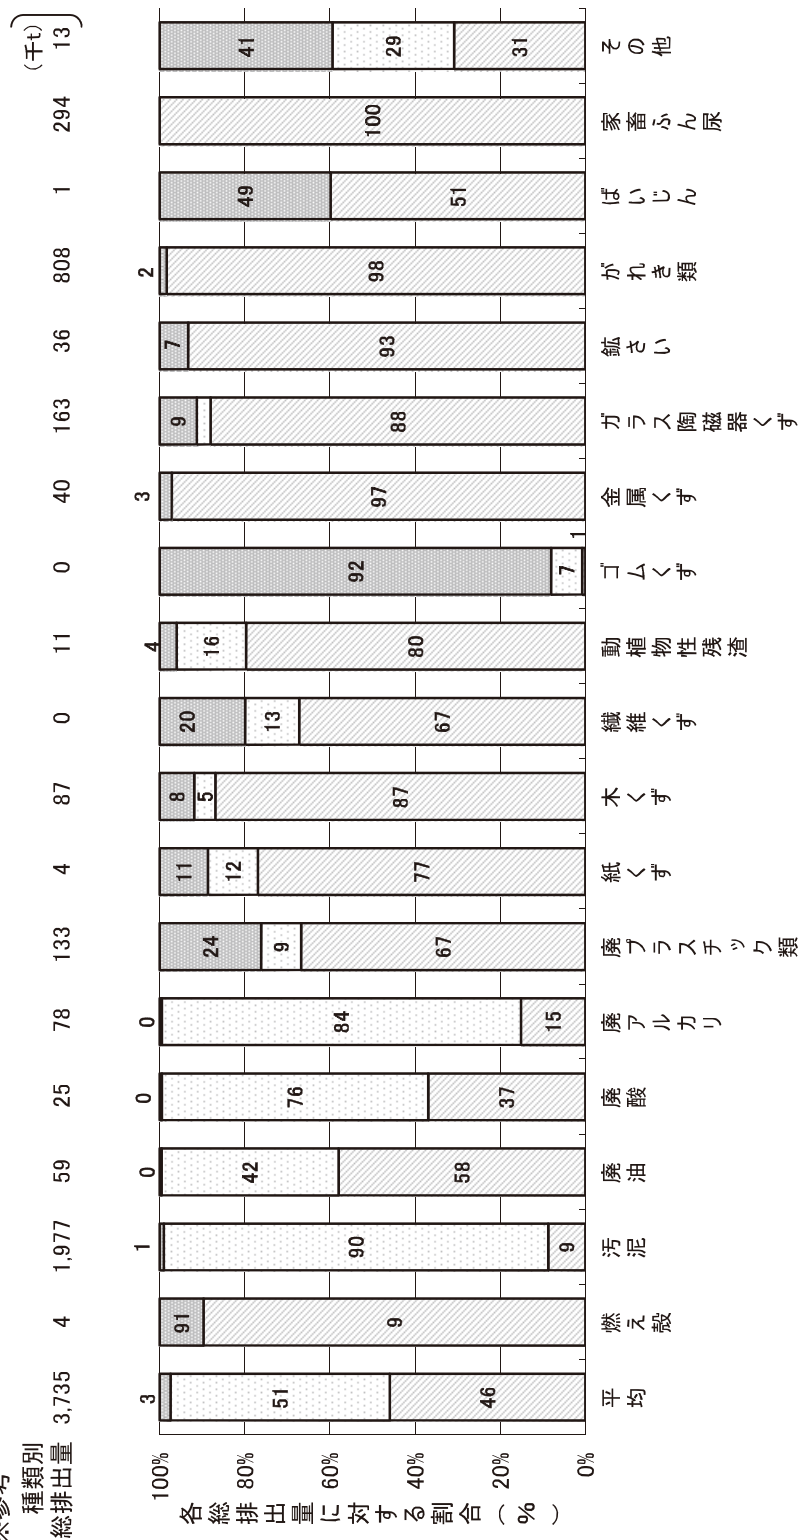 ※参考
種類別
総排出量
(千t)
3,735 4 1,977 59 25 78 133 4 87 0 11 0 40 163 36 808 1 294 13
各総排出量に対する割合(%)
100%
80%
60%
40%
20%
0%
3
51
46
91
9
1
90
9
0
42
58
0
76
37
0
84
15
24
9
67
11
12
77
8
5
87
20
13
67
4
16
80
92
7
1
3
97
9
88
7
93
2
98
49
51
100
41
29
31
平均
燃え殻
汚泥
廃油
廃酸
廃アルカリ
廃プラスチック類
紙くず
木くず
繊維くず
動植物性残渣
ゴムくず
金属くず
ガラス陶磁器くず
鉱さい
がれき類
ばいじん
家畜ふん尿
その他